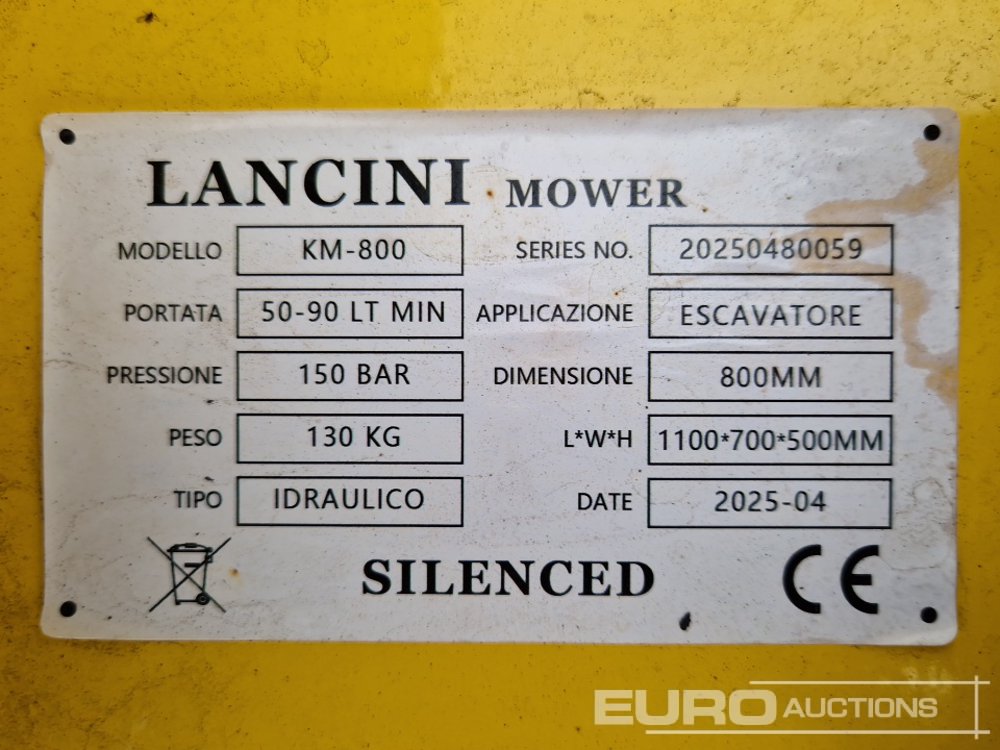 LANCINI MOWER
MODELLO KM-800 SERIES NO. 20250480059
PORTATA 50-90 LT MIN APPLICAZIONE ESCAVATORE
PRESSIONE 150 BAR DIMENSIONE 800MM
PESO 130 KG L*W*H 1100*700*500MM
TIPO IDRAULICO DATE 2025-04
SILENCED CE
EURO AUCTIONS